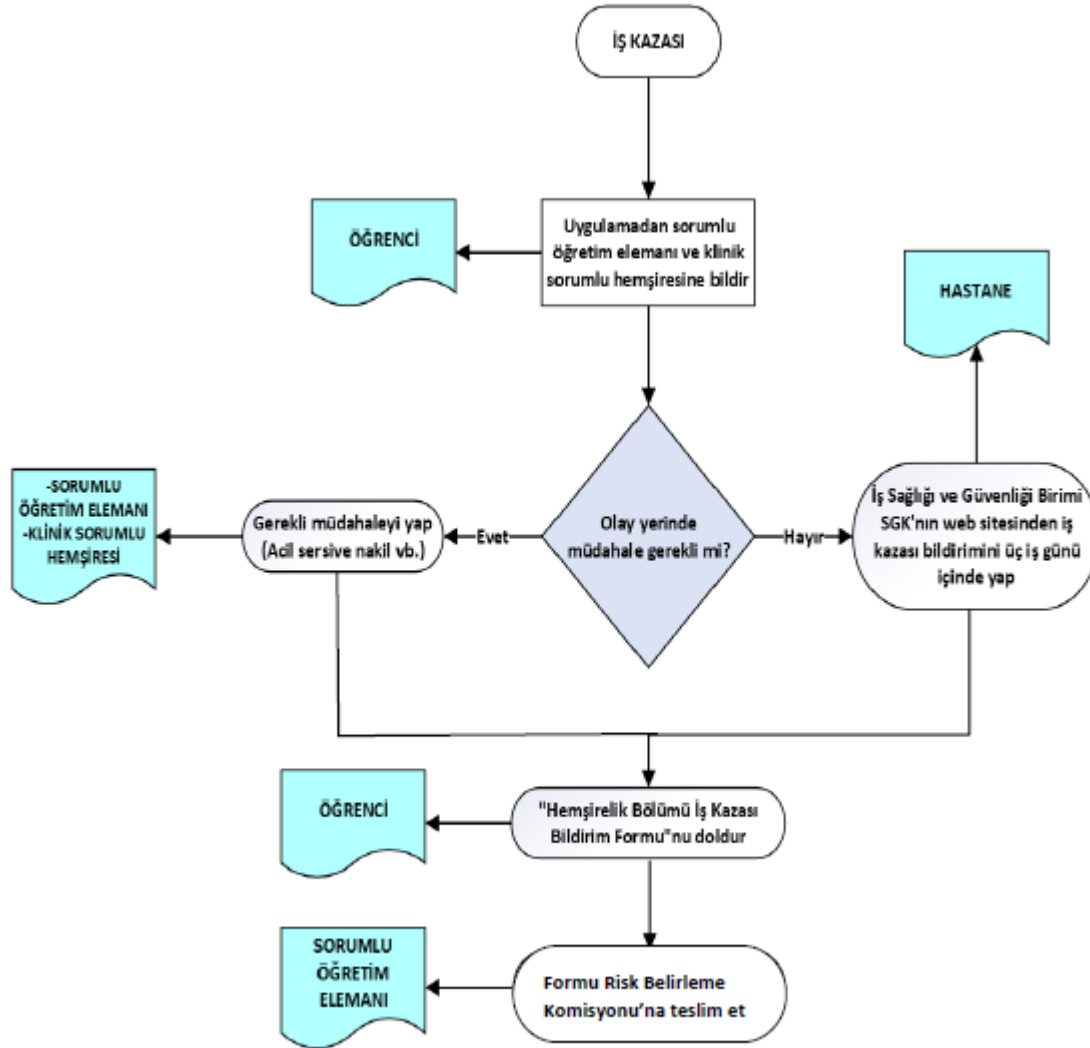 İŞ KAZASI
ÖĞRENCİ
Uygulamadan sorumlu
öğretim elemanı ve klinik
sorumlu hemşiresine bildir
HASTANE
-SORUMLU
ÖĞRETİM ELEMANI
-KLİNİK SORUMLU
HEMŞİRESİ
Gerekli müdahaleyi yap
(Acil sersive nakil vb.)
Evet
Olay yerinde
müdahale gerekli mi?
Hayır
İş Sağlığı ve Güvenliği Birimi
SGK'nın web sitesinden iş
kazası bildirimini üç iş günü
içinde yap
ÖĞRENCİ
"Hemşirelik Bölümü İş Kazası
Bildirim Formu"nu doldur
SORUMLU
ÖĞRETİM
ELEMANI
Formu Risk Belirleme
Komisyonu’na teslim et